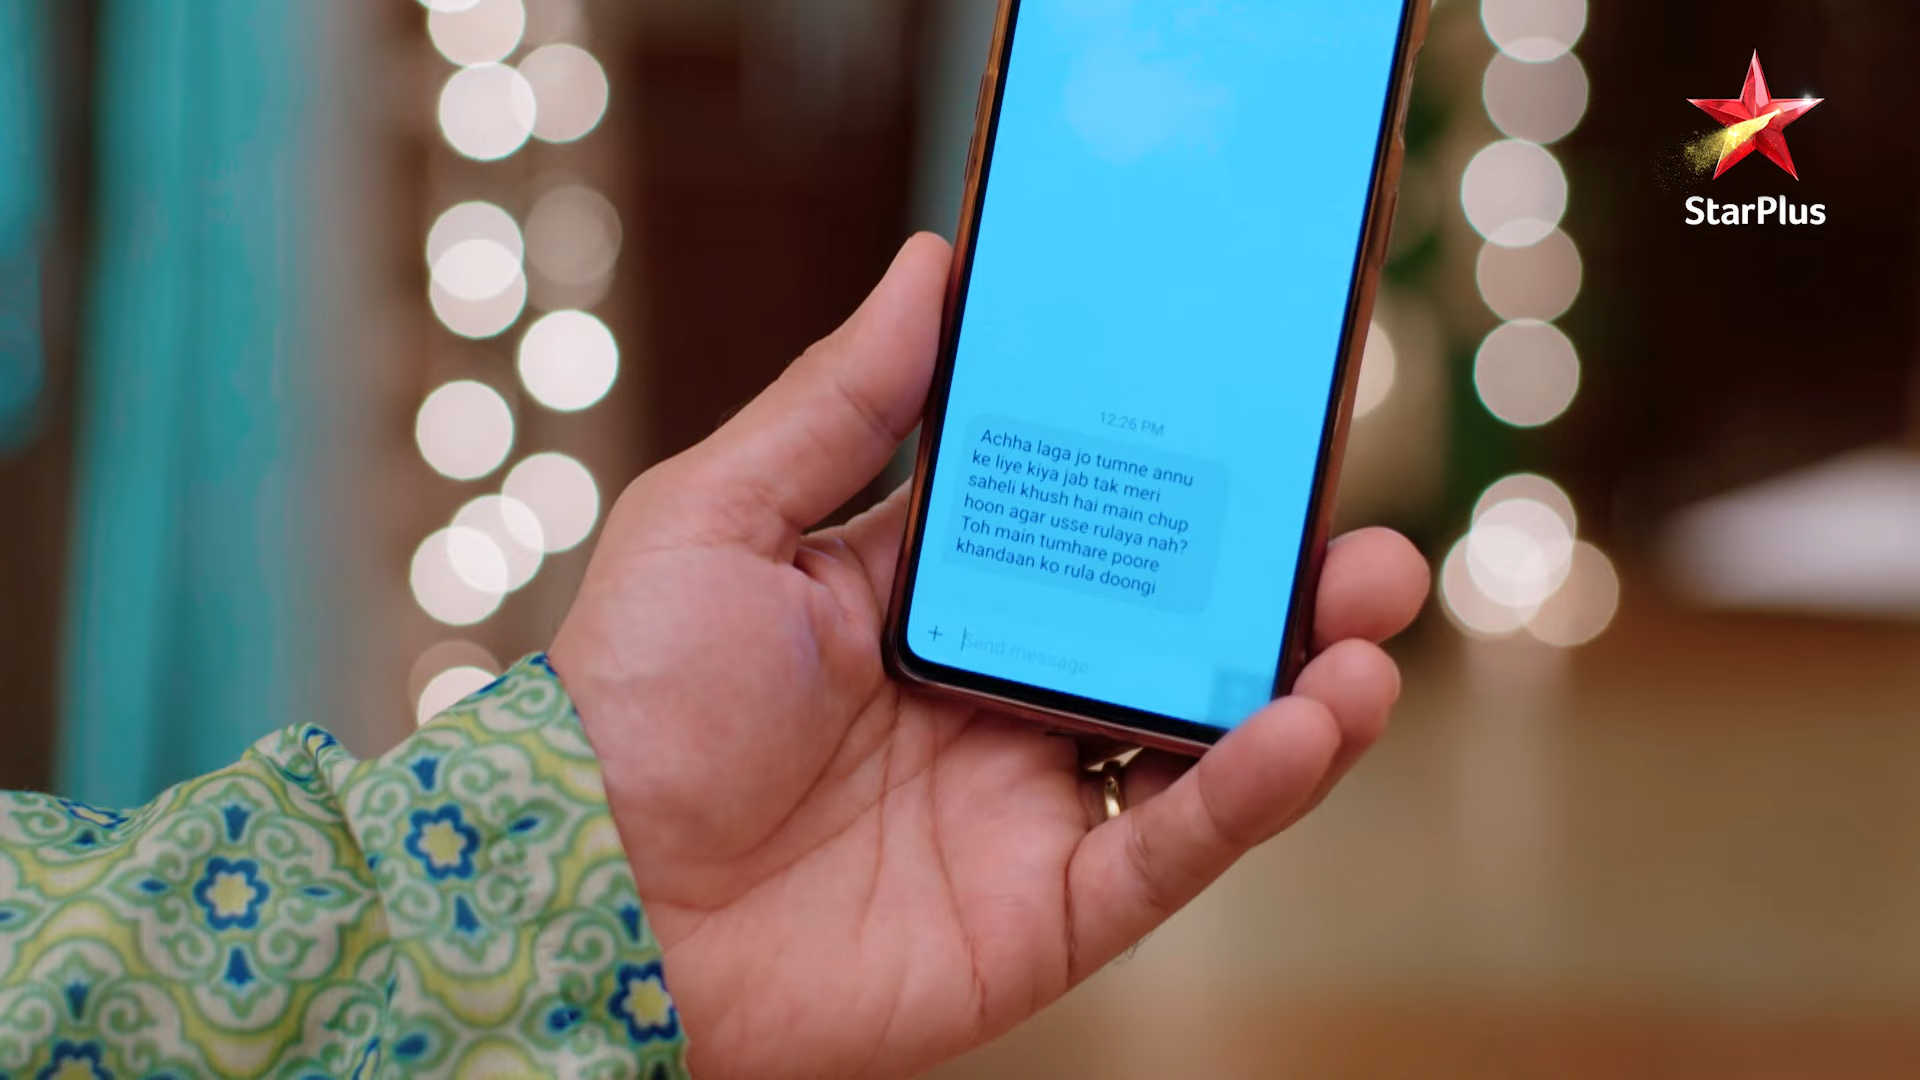 StarPlus
12:26 PM
Achha laga jo tumne annu
ke liye kiya jab tak meri
saheli khush hai main chup
hoon agar usse rulaya nah?
Toh main tumhare poore
khandaan ko rula doongi
+ Send message